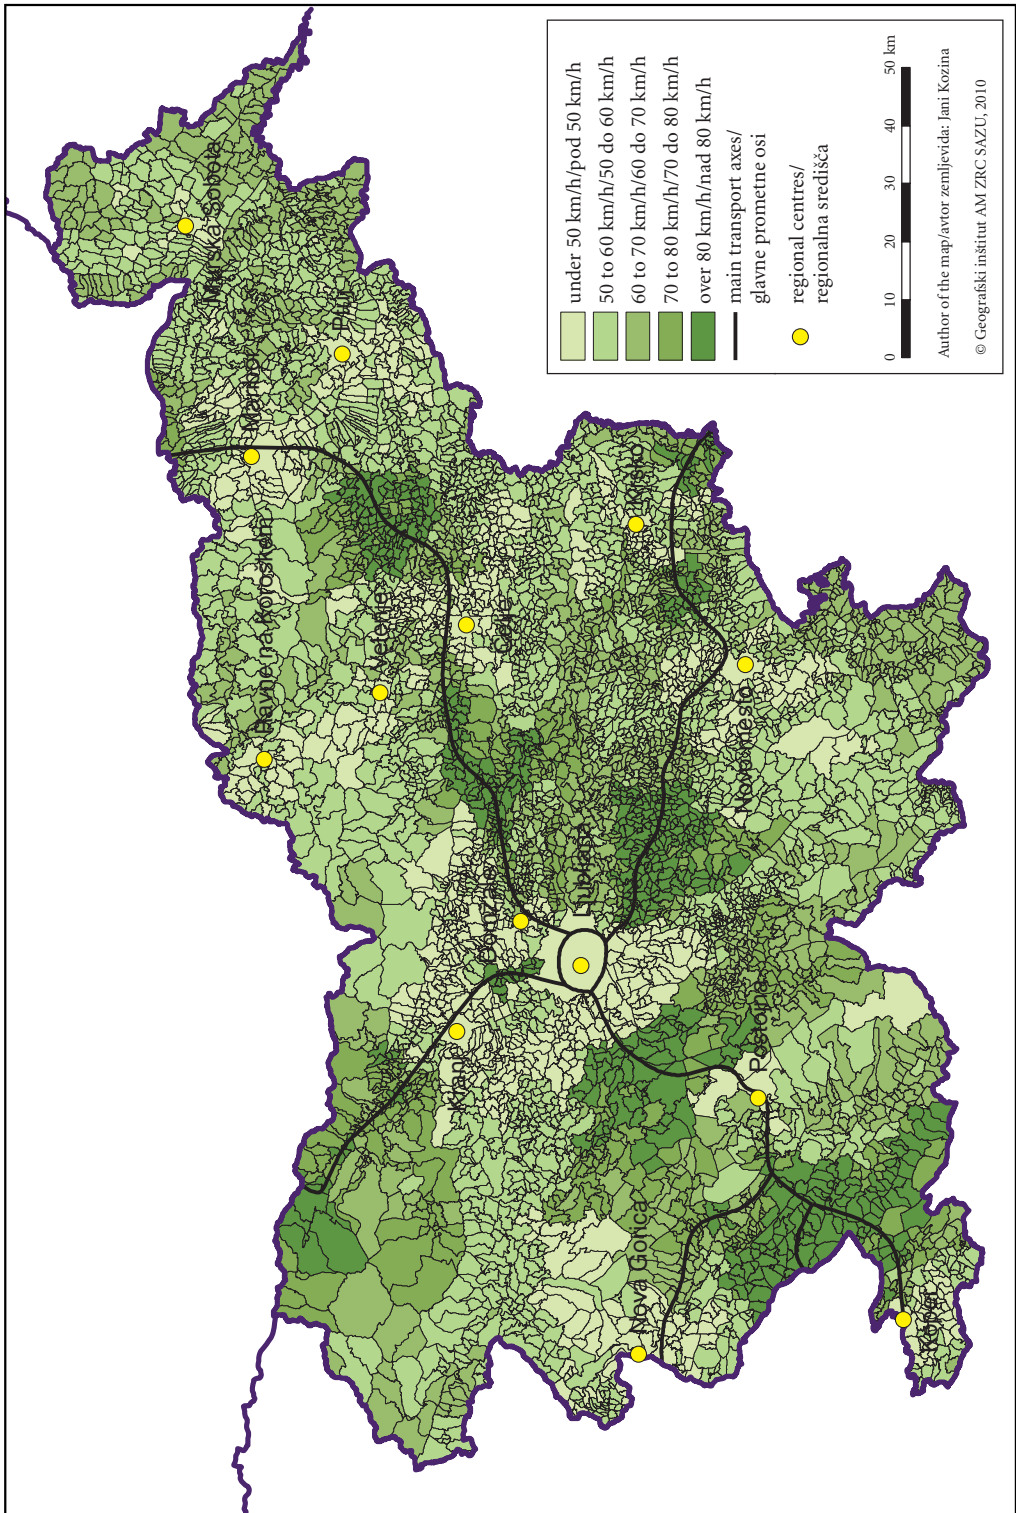 Murska Sobota
Maribor
Ptuj
Ravne na Koroškem
Velenje
Celje
Krško
Novo mesto
Domžale
Ljubljana
Kranj
Postojna
Nova Gorica
Koper
under 50 km/h/pod 50 km/h
50 to 60 km/h/50 do 60 km/h
60 to 70 km/h/60 do 70 km/h
70 to 80 km/h/70 do 80 km/h
over 80 km/h/nad 80 km/h
main transport axes/
glavne prometne osi
regional centres/
regionalna središča
0 10 20 30 40 50 km
Author of the map/avtor zemljevida: Jani Kozina
© Geografski inštitut AM ZRC SAZU, 2010